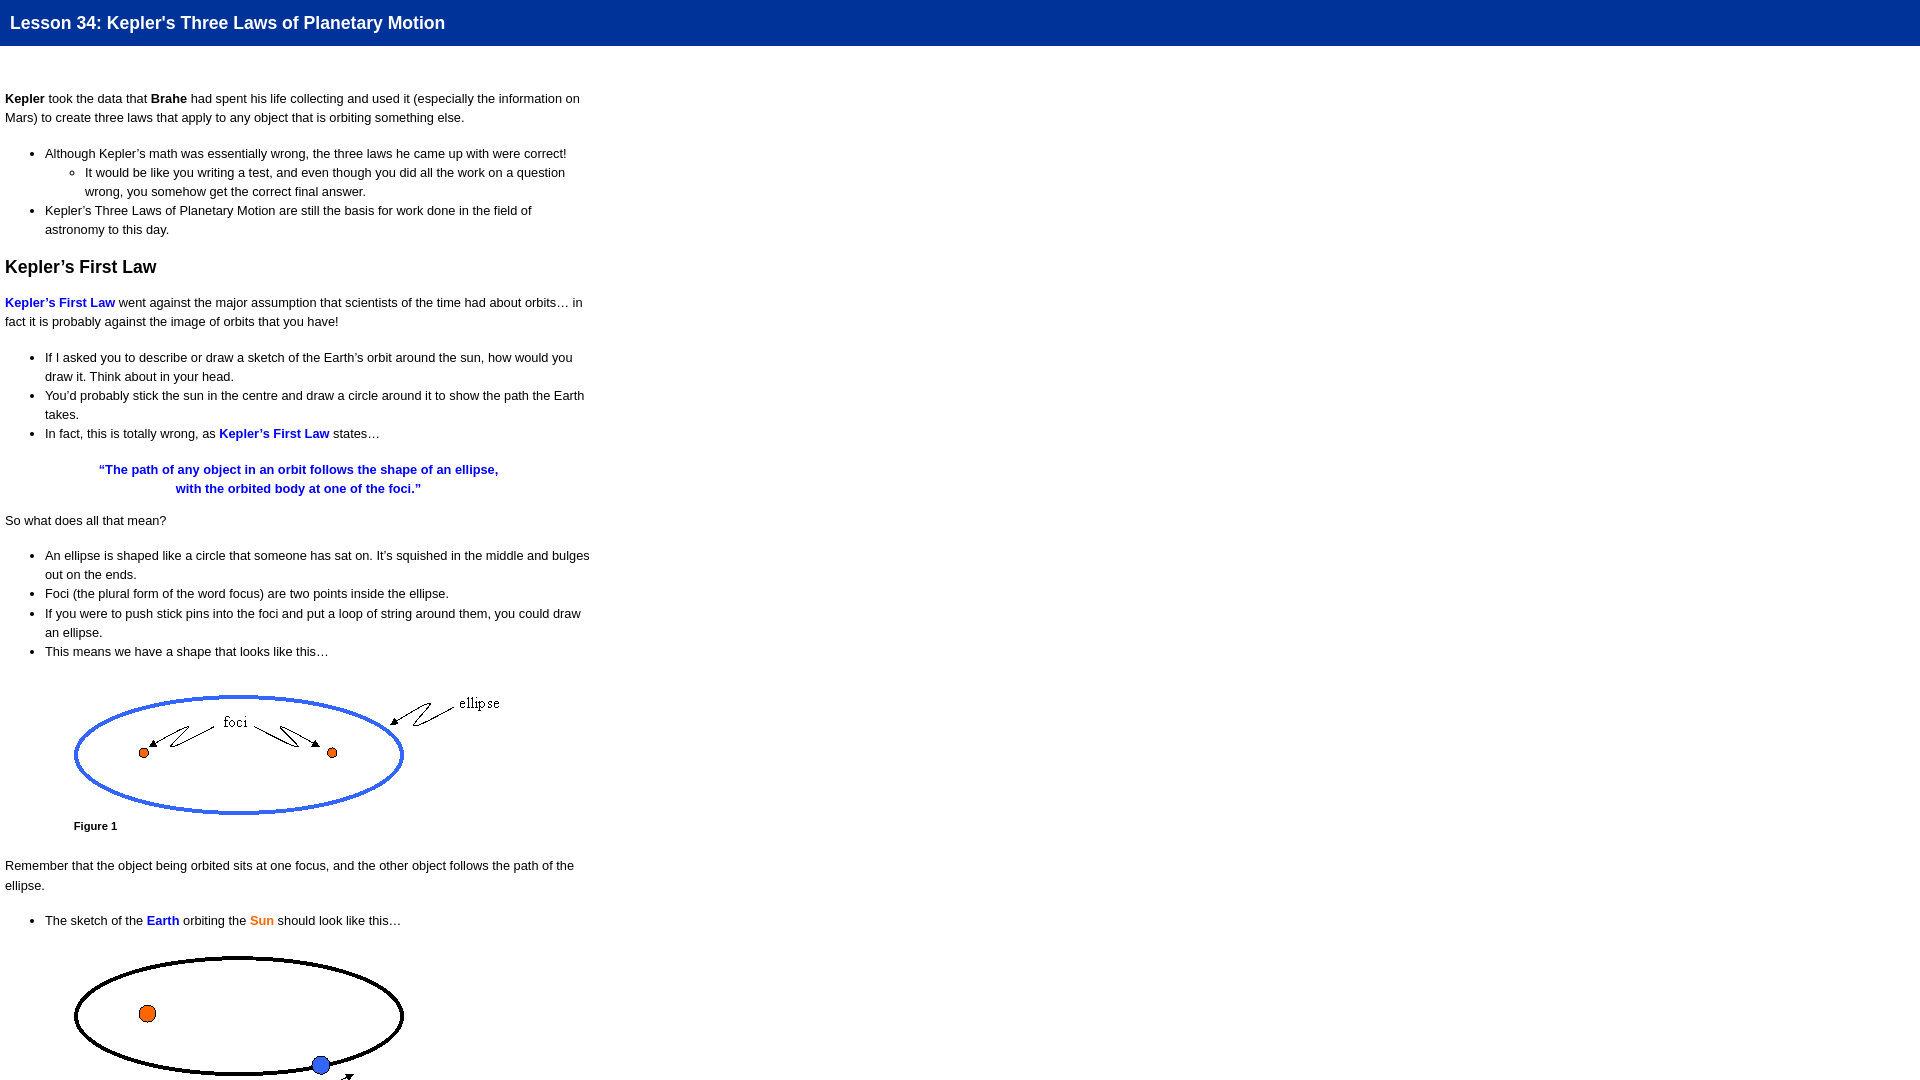 Lesson 34: Kepler's Three Laws of Planetary Motion
Kepler took the data that Brahe had spent his life collecting and used it (especially the information on
Mars) to create three laws that apply to any object that is orbiting something else.
Although Kepler’s math was essentially wrong, the three laws he came up with were correct!
It would be like you writing a test, and even though you did all the work on a question
wrong, you somehow get the correct final answer.
Kepler’s Three Laws of Planetary Motion are still the basis for work done in the field of
astronomy to this day.
Kepler’s First Law
Kepler’s First Law went against the major assumption that scientists of the time had about orbits… in
fact it is probably against the image of orbits that you have!
If I asked you to describe or draw a sketch of the Earth’s orbit around the sun, how would you
draw it. Think about in your head.
You’d probably stick the sun in the centre and draw a circle around it to show the path the Earth
takes.
In fact, this is totally wrong, as Kepler’s First Law states…
“The path of any object in an orbit follows the shape of an ellipse,
with the orbited body at one of the foci.”
So what does all that mean?
An ellipse is shaped like a circle that someone has sat on. It’s squished in the middle and bulges
out on the ends.
Foci (the plural form of the word focus) are two points inside the ellipse.
If you were to push stick pins into the foci and put a loop of string around them, you could draw
an ellipse.
This means we have a shape that looks like this…
ellipse
foci
Figure 1
Remember that the object being orbited sits at one focus, and the other object follows the path of the
ellipse.
The sketch of the Earth orbiting the Sun should look like this…